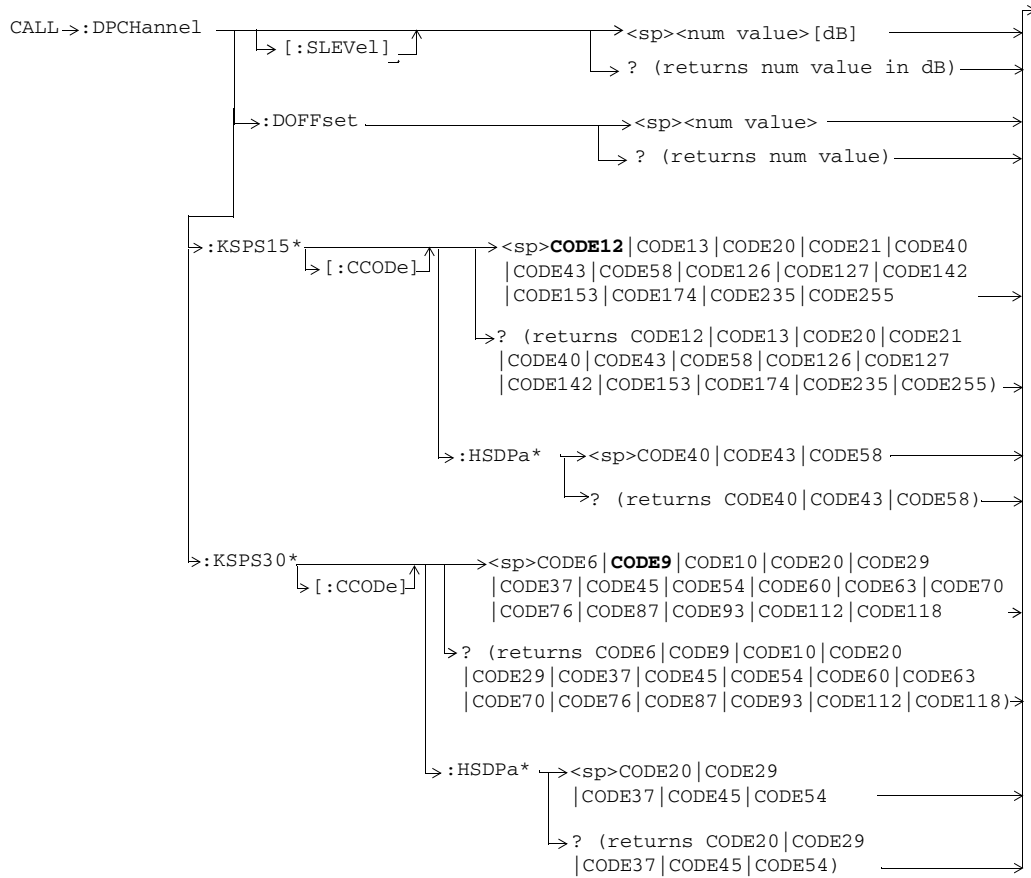 CALL :DPCHannel
[:SLEVel]
<sp><num value>[dB]
? (returns num value in dB)
:DOFFset
<sp><num value>
? (returns num value)
:KSPS15*
[:CCODe]
<sp>CODE12|CODE13|CODE20|CODE21|CODE40
|CODE43|CODE58|CODE126|CODE127|CODE142
|CODE153|CODE174|CODE235|CODE255
? (returns CODE12|CODE13|CODE20|CODE21
|CODE40|CODE43|CODE58|CODE126|CODE127
|CODE142|CODE153|CODE174|CODE235|CODE255)
:HSDPa*
<sp>CODE40|CODE43|CODE58
? (returns CODE40|CODE43|CODE58)
:KSPS30*
[:CCODe]
<sp>CODE6|CODE9|CODE10|CODE20|CODE29
|CODE37|CODE45|CODE54|CODE60|CODE63|CODE70
|CODE76|CODE87|CODE93|CODE112|CODE118
? (returns CODE6|CODE9|CODE10|CODE20
|CODE29|CODE37|CODE45|CODE54|CODE60|CODE63
|CODE70|CODE76|CODE87|CODE93|CODE112|CODE118)
:HSDPa*
<sp>CODE20|CODE29
|CODE37|CODE45|CODE54
? (returns CODE20|CODE29
|CODE37|CODE45|CODE54)